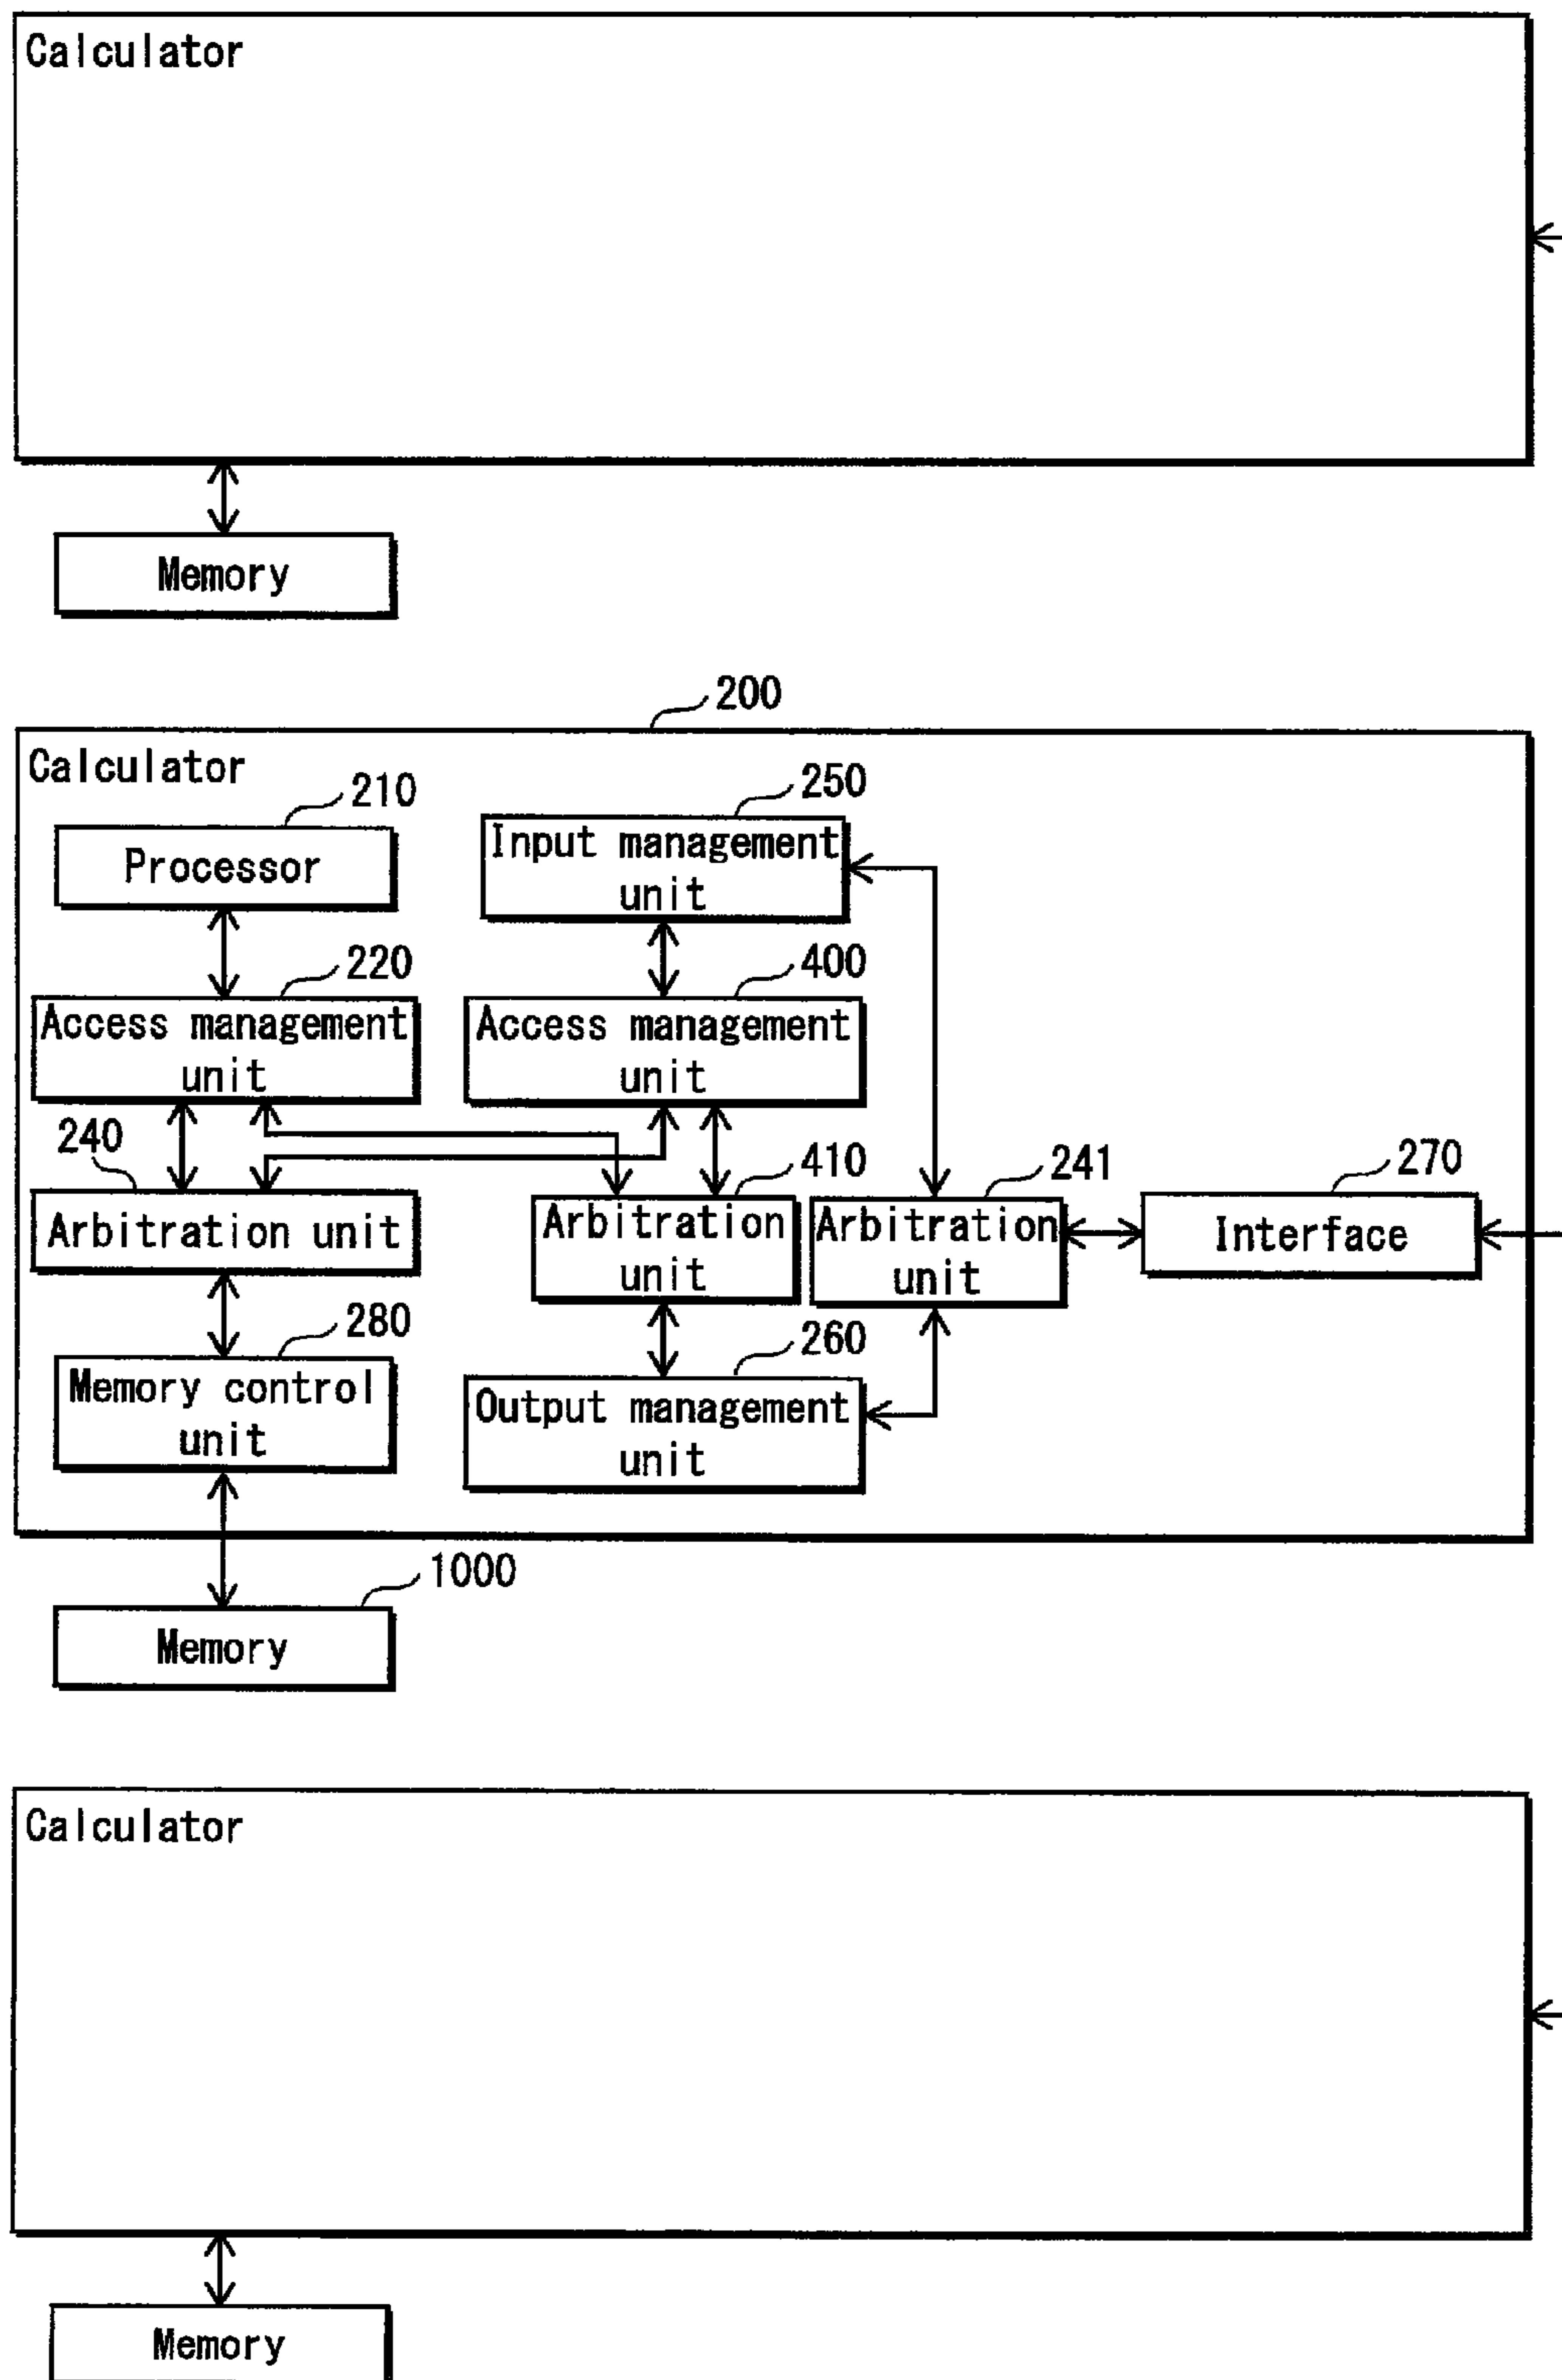 Calculator
Memory
200
Calculator
210
250
Processor
Input management
unit
220
400
Access management
unit
Access management
unit
240
410
241
270
Arbitration unit
Arbitration
unit
Arbitration
unit
Interface
280
260
Memory control
unit
Output management
unit
1000
Memory
Calculator
Memory